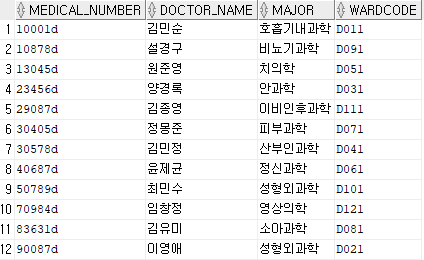 MEDICAL_NUMBER DOCTOR_NAME MAJOR WARDCODE
1 10001d 김민순 호흡기내과학 D011
2 10878d 설경구 비뇨기과학 D091
3 13045d 원준영 치의학 D051
4 23456d 양경록 안과학 D031
5 29087d 김종영 이비인후과학 D111
6 30405d 정몽준 피부과학 D071
7 30578d 김민정 산부인과학 D041
8 40687d 윤제균 정신과학 D061
9 50789d 최민수 성형외과학 D101
10 70984d 임창정 영상의학 D121
11 83631d 김유미 소아과학 D081
12 90087d 이영애 성형외과학 D021